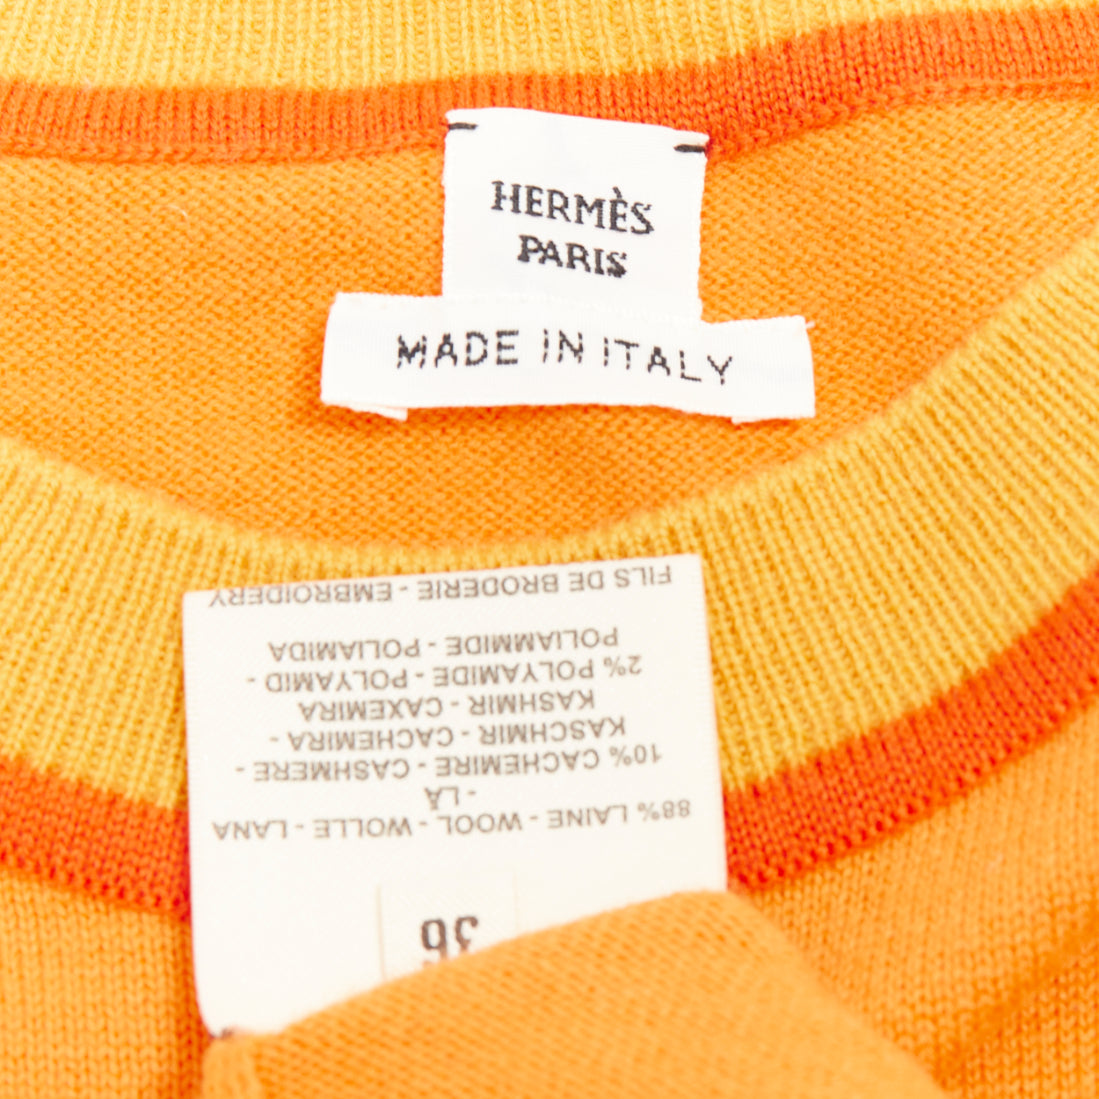 HERMÈS
PARIS
MADE IN ITALY
36
88% LAINE - WOOL - WOLLE - LANA
- LÃ
10% CACHEMIRE - CASHMERE -
KASCHMIR - CACHEMIRA -
KASHMIR - CAXEMIRA
2% POLYAMIDE - POLYAMID -
POLIAMMIDE - POLIAMIDA
FILS DE BRODERIE - EMBROIDERY